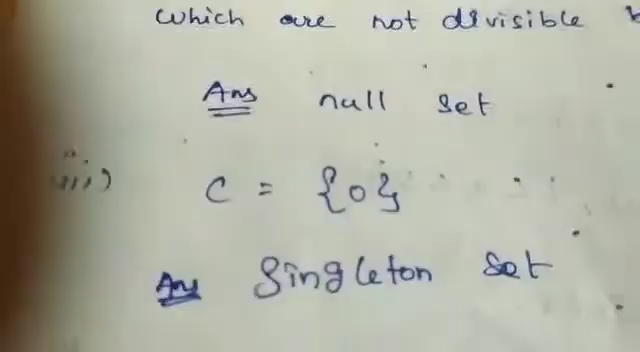 which are not divisible
Ans null set
iii) C = {0}
Ans Singleton set